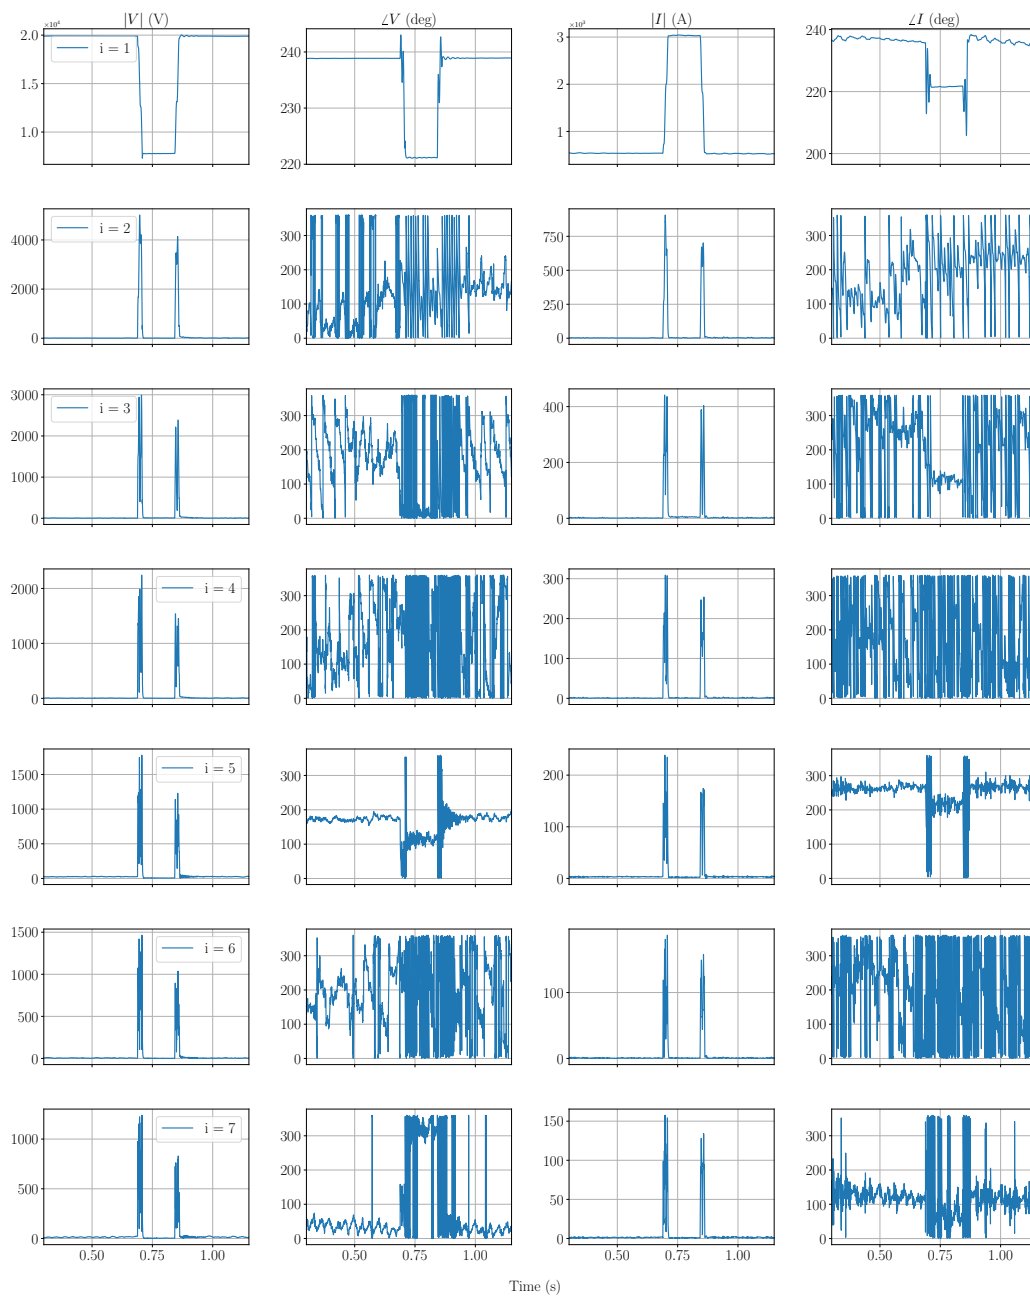 |V| (V) ∠V (deg) |I| (A) ∠I (deg)
×10⁴ ×10³
2.0 1.5 1.0 i = 1 240 230 220 3 2 1 240 220 200
4000 2000 0 i = 2 300 200 100 0 750 500 250 0 300 200 100 0
3000 2000 1000 0 i = 3 300 200 100 0 400 200 0 300 200 100 0
2000 1000 0 i = 4 300 200 100 0 300 200 100 0 300 200 100 0
1500 1000 500 0 i = 5 300 200 100 0 200 100 0 300 200 100 0
1500 1000 500 0 i = 6 300 200 100 0 100 0 300 200 100 0
1000 500 0 i = 7 300 200 100 0 150 100 50 0 300 200 100 0
0.50 0.75 1.00 0.50 0.75 1.00 0.50 0.75 1.00 0.50 0.75 1.00
Time (s)